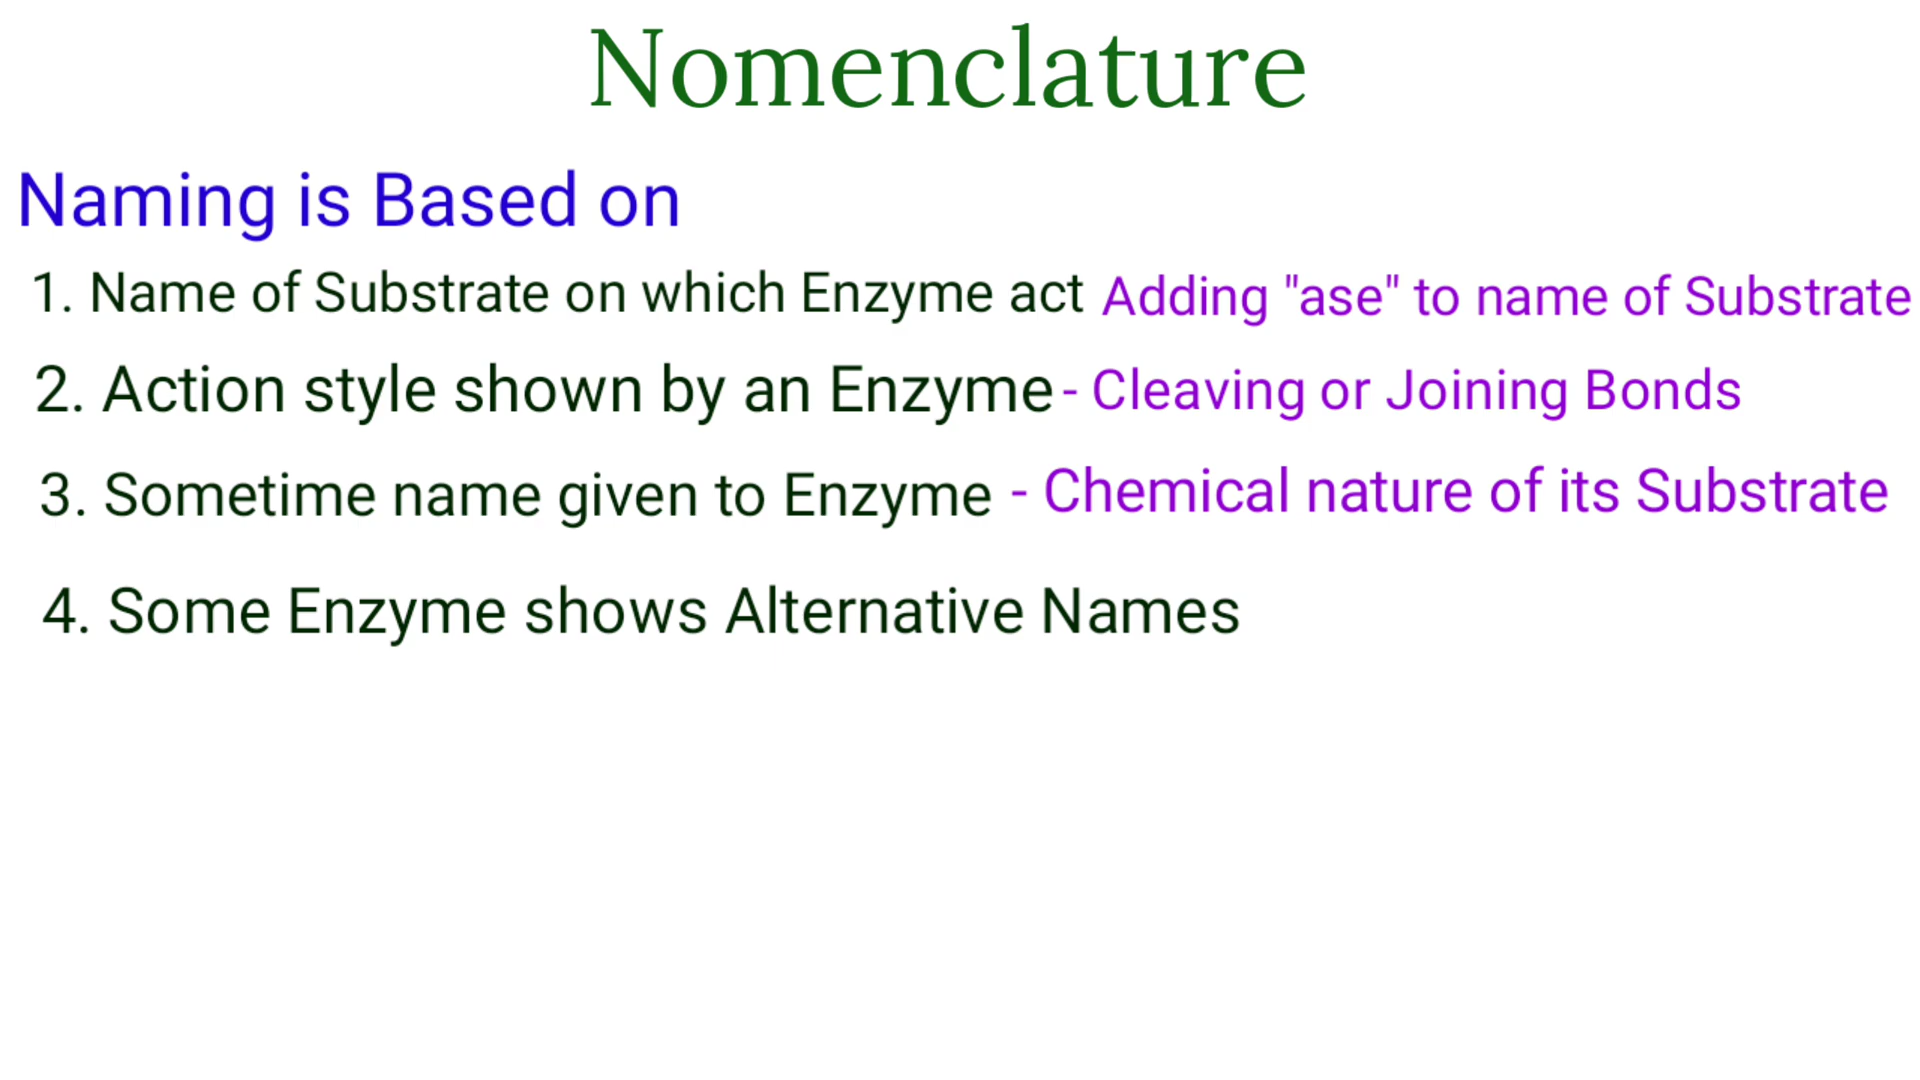 Nomenclature
Naming is Based on
1. Name of Substrate on which Enzyme act Adding "ase" to name of Substrate
2. Action style shown by an Enzyme - Cleaving or Joining Bonds
3. Sometime name given to Enzyme - Chemical nature of its Substrate
4. Some Enzyme shows Alternative Names